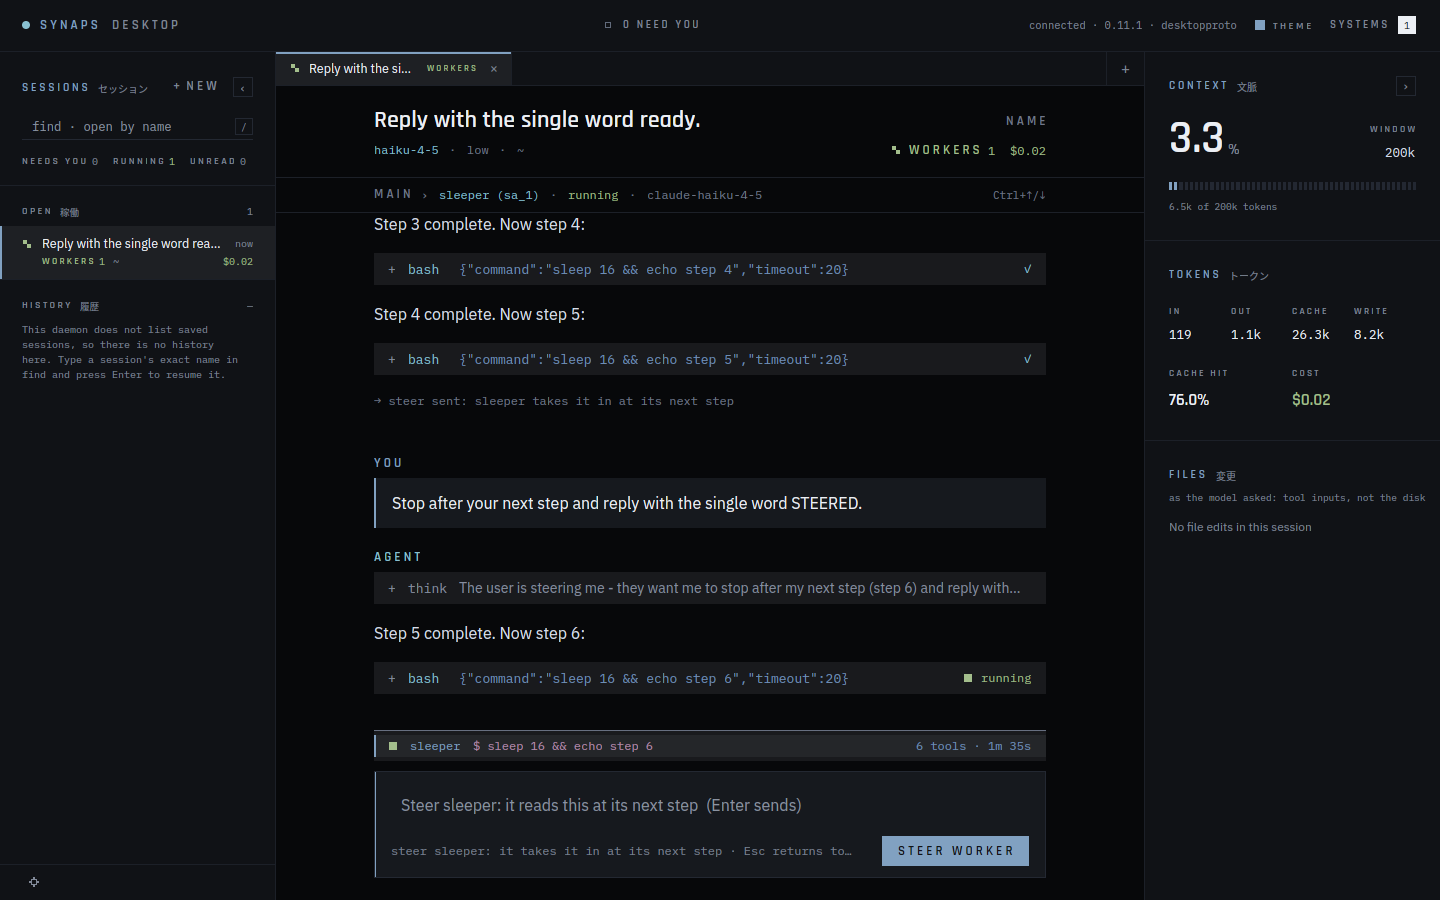 SYNAPS DESKTOP
0 NEED YOU
connected · 0.11.1 · desktopproto
THEME
SYSTEMS 1
SESSIONS セッション + NEW ‹
find · open by name /
NEEDS YOU 0 RUNNING 1 UNREAD 0
OPEN 稼働 1
Reply with the single word rea... now
WORKERS 1 ~ $0.02
HISTORY 履歴 —
This daemon does not list saved
sessions, so there is no history
here. Type a session's exact name in
find and press Enter to resume it.
Reply with the si... WORKERS ×
+
Reply with the single word ready. NAME
haiku-4-5 · low · ~ WORKERS 1 $0.02
MAIN › sleeper (sa_1) · running · claude-haiku-4-5 Ctrl+↑/↓
Step 3 complete. Now step 4:
+ bash {"command":"sleep 16 && echo step 4","timeout":20} √
Step 4 complete. Now step 5:
+ bash {"command":"sleep 16 && echo step 5","timeout":20} √
→ steer sent: sleeper takes it in at its next step
YOU
Stop after your next step and reply with the single word STEERED.
AGENT
+ think The user is steering me - they want me to stop after my next step (step 6) and reply with...
Step 5 complete. Now step 6:
+ bash {"command":"sleep 16 && echo step 6","timeout":20} running
sleeper $ sleep 16 && echo step 6 6 tools · 1m 35s
Steer sleeper: it reads this at its next step (Enter sends)
steer sleeper: it takes it in at its next step · Esc returns to…
STEER WORKER
CONTEXT 文脈 ›
3.3 %
WINDOW
200k
6.5k of 200k tokens
TOKENS トークン
IN OUT CACHE WRITE
119 1.1k 26.3k 8.2k
CACHE HIT COST
76.0% $0.02
FILES 変更
as the model asked: tool inputs, not the disk
No file edits in this session